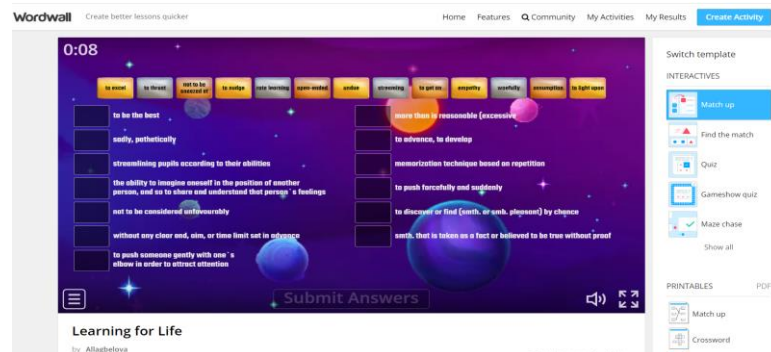 Wordwall
Create better lessons quicker
Home Features Community My Activities My Results Create Activity
0:08
to excel
to thrust
not to be
sneezed at
to nudge
rote learning
open-ended
undue
streaming
to get on
empathy
woefully
assumption
to light upon
to be the best
sadly, pathetically
streamlining pupils according to their abilities
the ability to imagine oneself in the position of another
person, and so to share and understand that person`s feelings
not to be considered unfavourably
without any clear end, aim, or time limit set in advance
to push someone gently with one`s
elbow in order to attract attention
more than is reasonable (excessive
to advance, to develop
memorization technique based on repetition
to push forcefully and suddenly
to discover or find (smth. or smb. pleasant) by chance
smth. that is taken as a fact or believed to be true without proof
Submit Answers
Learning for Life
by Allagbelova
Switch template
INTERACTIVES
Match up
Find the match
Quiz
Gameshow quiz
Maze chase
Show all
PRINTABLES PDF
Match up
Crossword